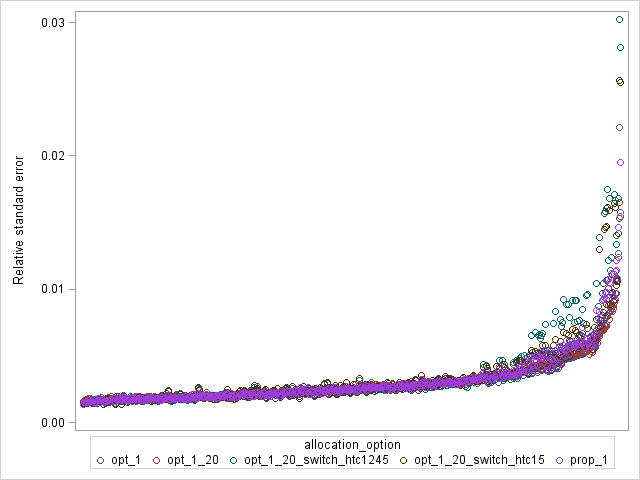 0.03
0.02
0.01
0.00
Relative standard error
allocation_option
opt_1 opt_1_20 opt_1_20_switch_htc1245 opt_1_20_switch_htc15 prop_1